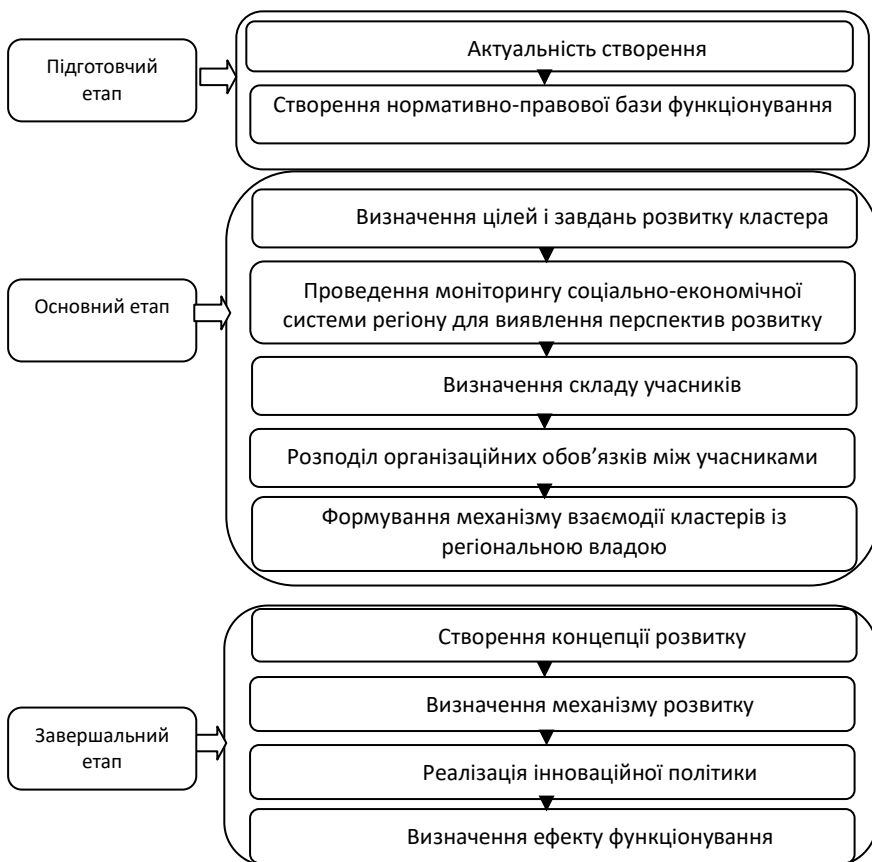 Підготовчий
етап
Актуальність створення
Створення нормативно-правової бази функціонування
Основний етап
Визначення цілей і завдань розвитку кластера
Проведення моніторингу соціально-економічної
системи регіону для виявлення перспектив розвитку
Визначення складу учасників
Розподіл організаційних обов’язків між учасниками
Формування механізму взаємодії кластерів із
регіональною владою
Завершальний
етап
Створення концепції розвитку
Визначення механізму розвитку
Реалізація інноваційної політики
Визначення ефекту функціонування